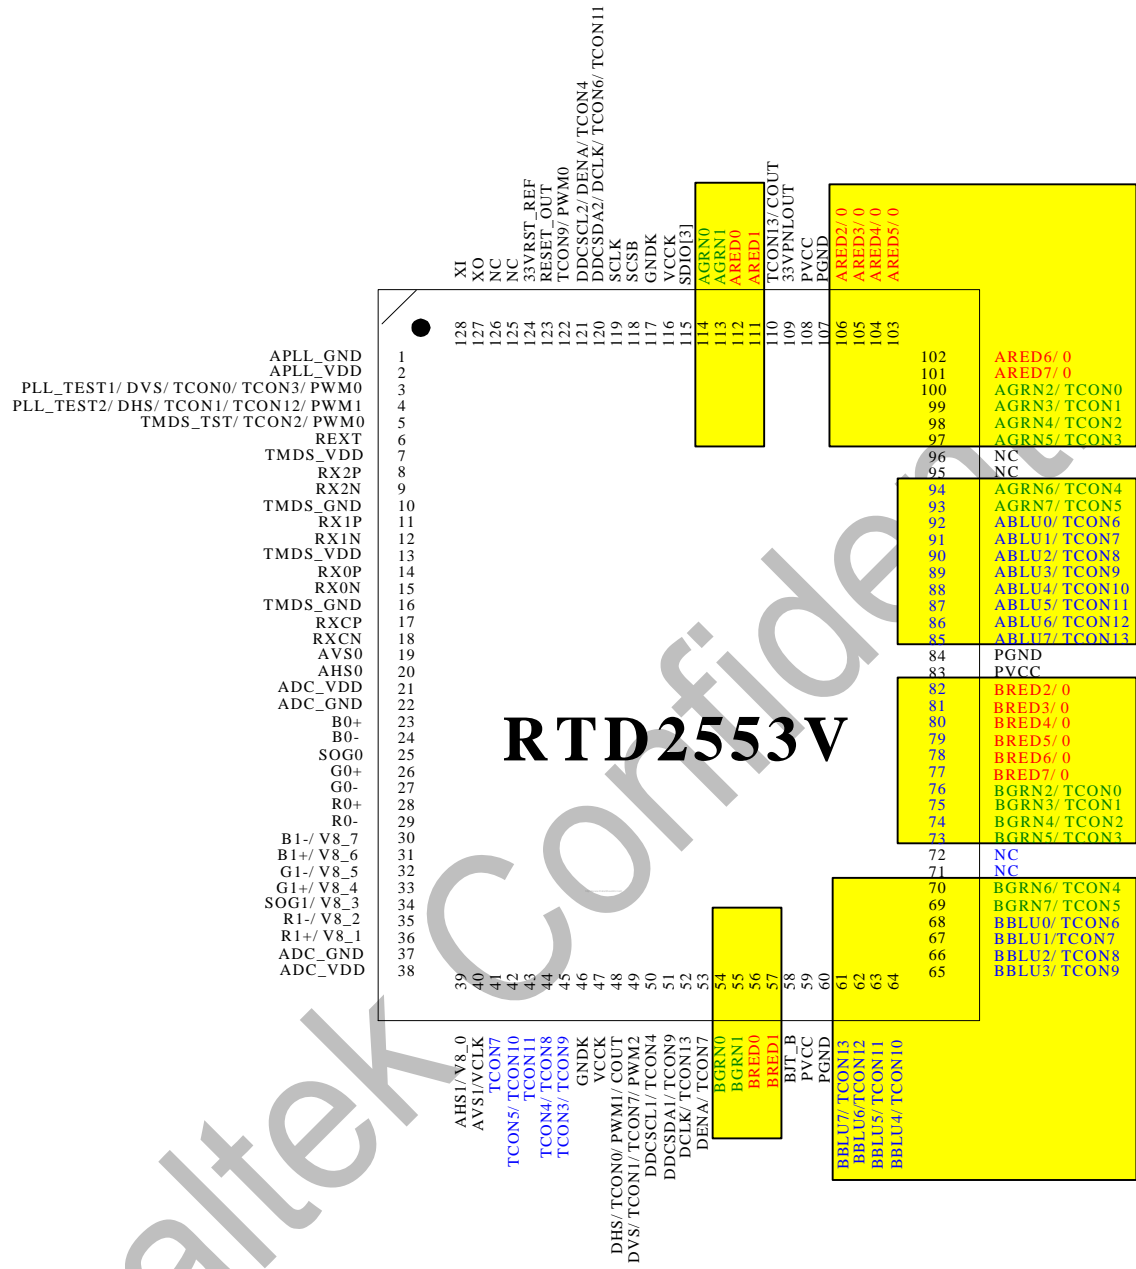 XI
XO
NC
NC
33VRST_REF
RESET_OUT
TCON9/ PWM0
DDCSCL2/ DENA/ TCON4
DDCSDA2/ DCLK/ TCON6/ TCON11
SCLK
SCSB
GNDK
VCCK
SDIO[3]
AGRN0
AGRN1
ARED0
ARED1
TCON13/ COUT
33VPNLOUT
PVCC
PGND
ARED2/ 0
ARED3/ 0
ARED4/ 0
ARED5/ 0
128
127
126
125
124
123
122
121
120
119
118
117
116
115
114
113
112
111
110
109
108
107
106
105
104
103
APLL_GND 1
APLL_VDD 2
PLL_TEST1/ DVS/ TCON0/ TCON3/ PWM0 3
PLL_TEST2/ DHS/ TCON1/ TCON12/ PWM1 4
TMDS_TST/ TCON2/ PWM0 5
REXT 6
TMDS_VDD 7
RX2P 8
RX2N 9
TMDS_GND 10
RX1P 11
RX1N 12
TMDS_VDD 13
RX0P 14
RX0N 15
TMDS_GND 16
RXCP 17
RXCN 18
AVS0 19
AHS0 20
ADC_VDD 21
ADC_GND 22
B0+ 23
B0- 24
SOG0 25
G0+ 26
G0- 27
R0+ 28
R0- 29
B1-/ V8_7 30
B1+/ V8_6 31
G1-/ V8_5 32
G1+/ V8_4 33
SOG1/ V8_3 34
R1-/ V8_2 35
R1+/ V8_1 36
ADC_GND 37
ADC_VDD 38
RTD2553V
102 ARED6/ 0
101 ARED7/ 0
100 AGRN2/ TCON0
99 AGRN3/ TCON1
98 AGRN4/ TCON2
97 AGRN5/ TCON3
96 NC
95 NC
94 AGRN6/ TCON4
93 AGRN7/ TCON5
92 ABLU0/ TCON6
91 ABLU1/ TCON7
90 ABLU2/ TCON8
89 ABLU3/ TCON9
88 ABLU4/ TCON10
87 ABLU5/ TCON11
86 ABLU6/ TCON12
85 ABLU7/ TCON13
84 PGND
83 PVCC
82 BRED2/ 0
81 BRED3/ 0
80 BRED4/ 0
79 BRED5/ 0
78 BRED6/ 0
77 BRED7/ 0
76 BGRN2/ TCON0
75 BGRN3/ TCON1
74 BGRN4/ TCON2
73 BGRN5/ TCON3
72 NC
71 NC
70 BGRN6/ TCON4
69 BGRN7/ TCON5
68 BBLU0/ TCON6
67 BBLU1/TCON7
66 BBLU2/ TCON8
65 BBLU3/ TCON9
39
40
41
42
43
44
45
46
47
48
49
50
51
52
53
54
55
56
57
58
59
60
61
62
63
64
AHS1/ V8_0
AVS1/VCLK
TCON7
TCON5/ TCON10
TCON11
TCON4/ TCON8
TCON3/ TCON9
GNDK
VCCK
DHS/ TCON0/ PWM1/ COUT
DVS/ TCON1/ TCON7/ PWM2
DDCSCL1/ TCON4
DDCSDA1/ TCON9
DCLK/ TCON13
DENA/ TCON7
BGRN0
BGRN1
BRED0
BRED1
BJT_B
PVCC
PGND
BBLU7/ TCON13
BBLU6/TCON12
BBLU5/ TCON11
BBLU4/ TCON10
altek Confident